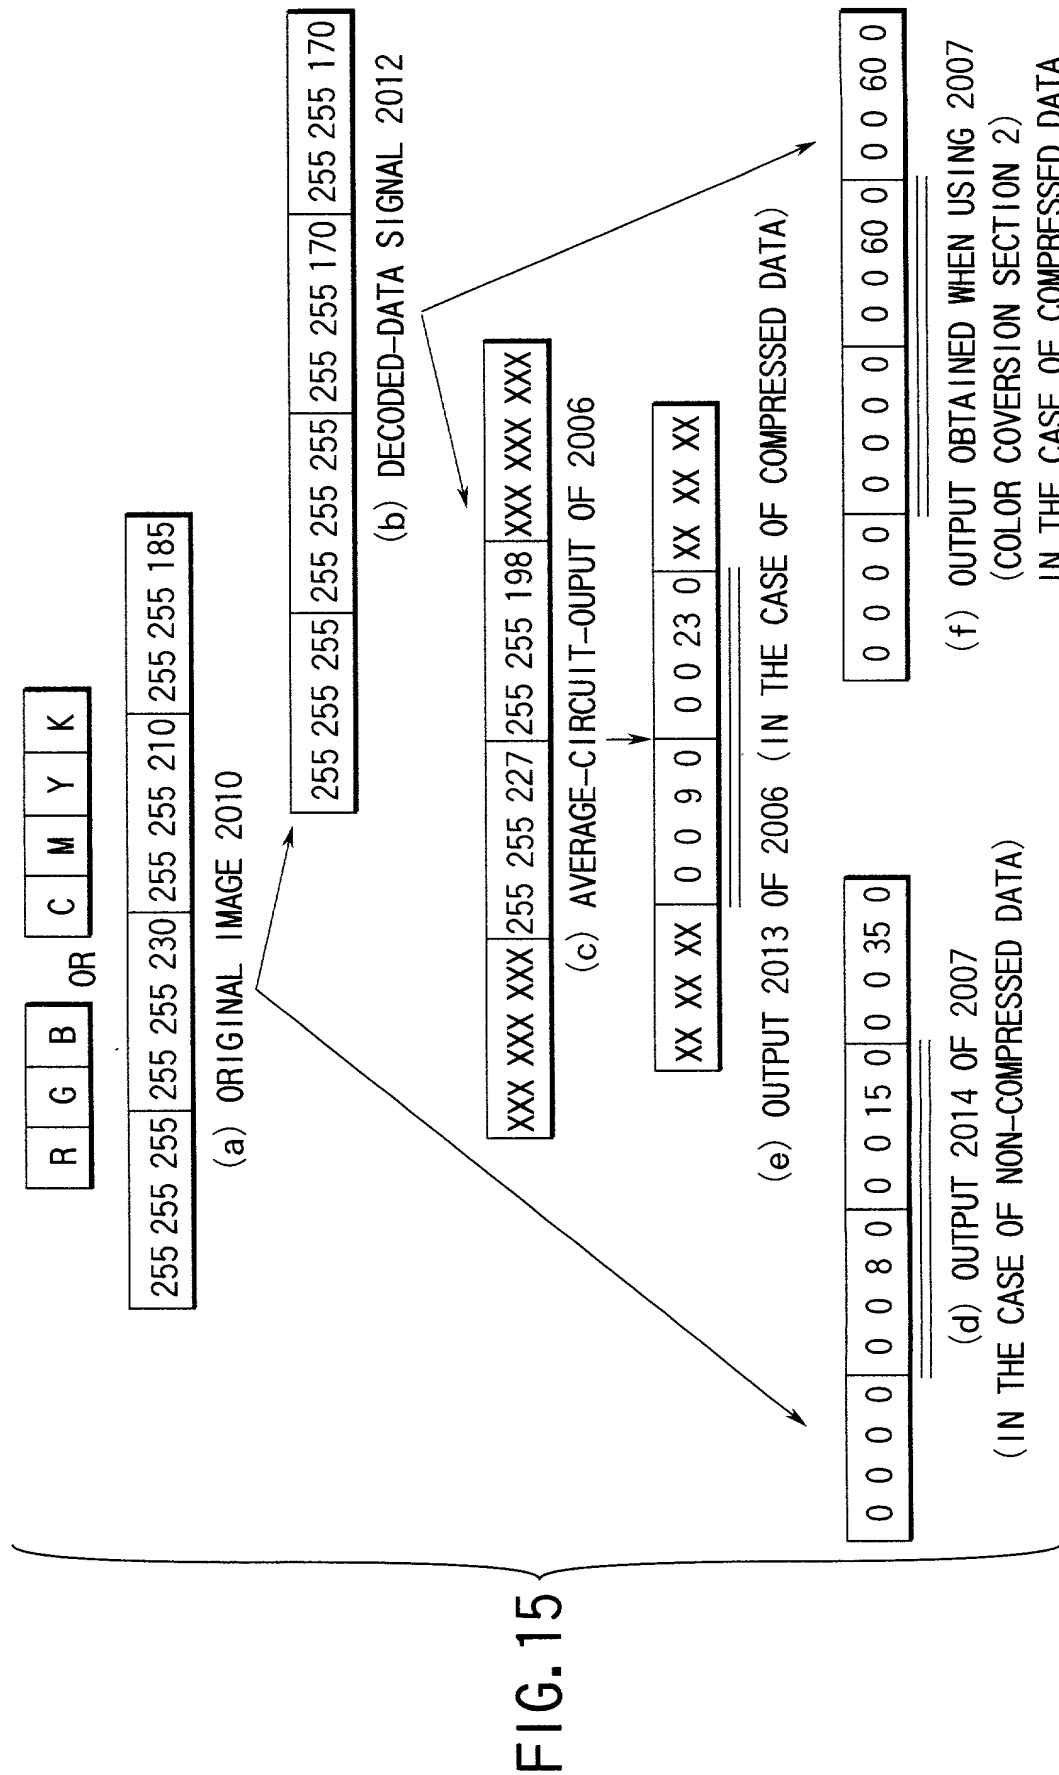 FIG. 15
R G B OR C M Y K
255 255 255 255 255 230 255 255 210 255 255 185
(a) ORIGINAL IMAGE 2010
255 255 255 255 255 255 255 255 170 255 255 170
(b) DECODED-DATA SIGNAL 2012
XXX XXX XXX 255 255 227 255 255 198 XXX XXX XXX
(c) AVERAGE-CIRCUIT-OUPUT OF 2006
XX XX XX 0 0 9 0 0 0 23 0 XX XX XX
(e) OUTPUT 2013 OF 2006 (IN THE CASE OF COMPRESSED DATA)
0 0 0 0 0 0 8 0 0 0 15 0 0 0 35 0
(d) OUTPUT 2014 OF 2007
(IN THE CASE OF NON-COMPRESSED DATA)
0 0 0 0 0 0 0 0 0 0 60 0 0 0 60 0
(f) OUTPUT OBTAINED WHEN USING 2007
(COLOR COVERSION SECTION 2)
IN THE CASE OF COMPRESSED DATA